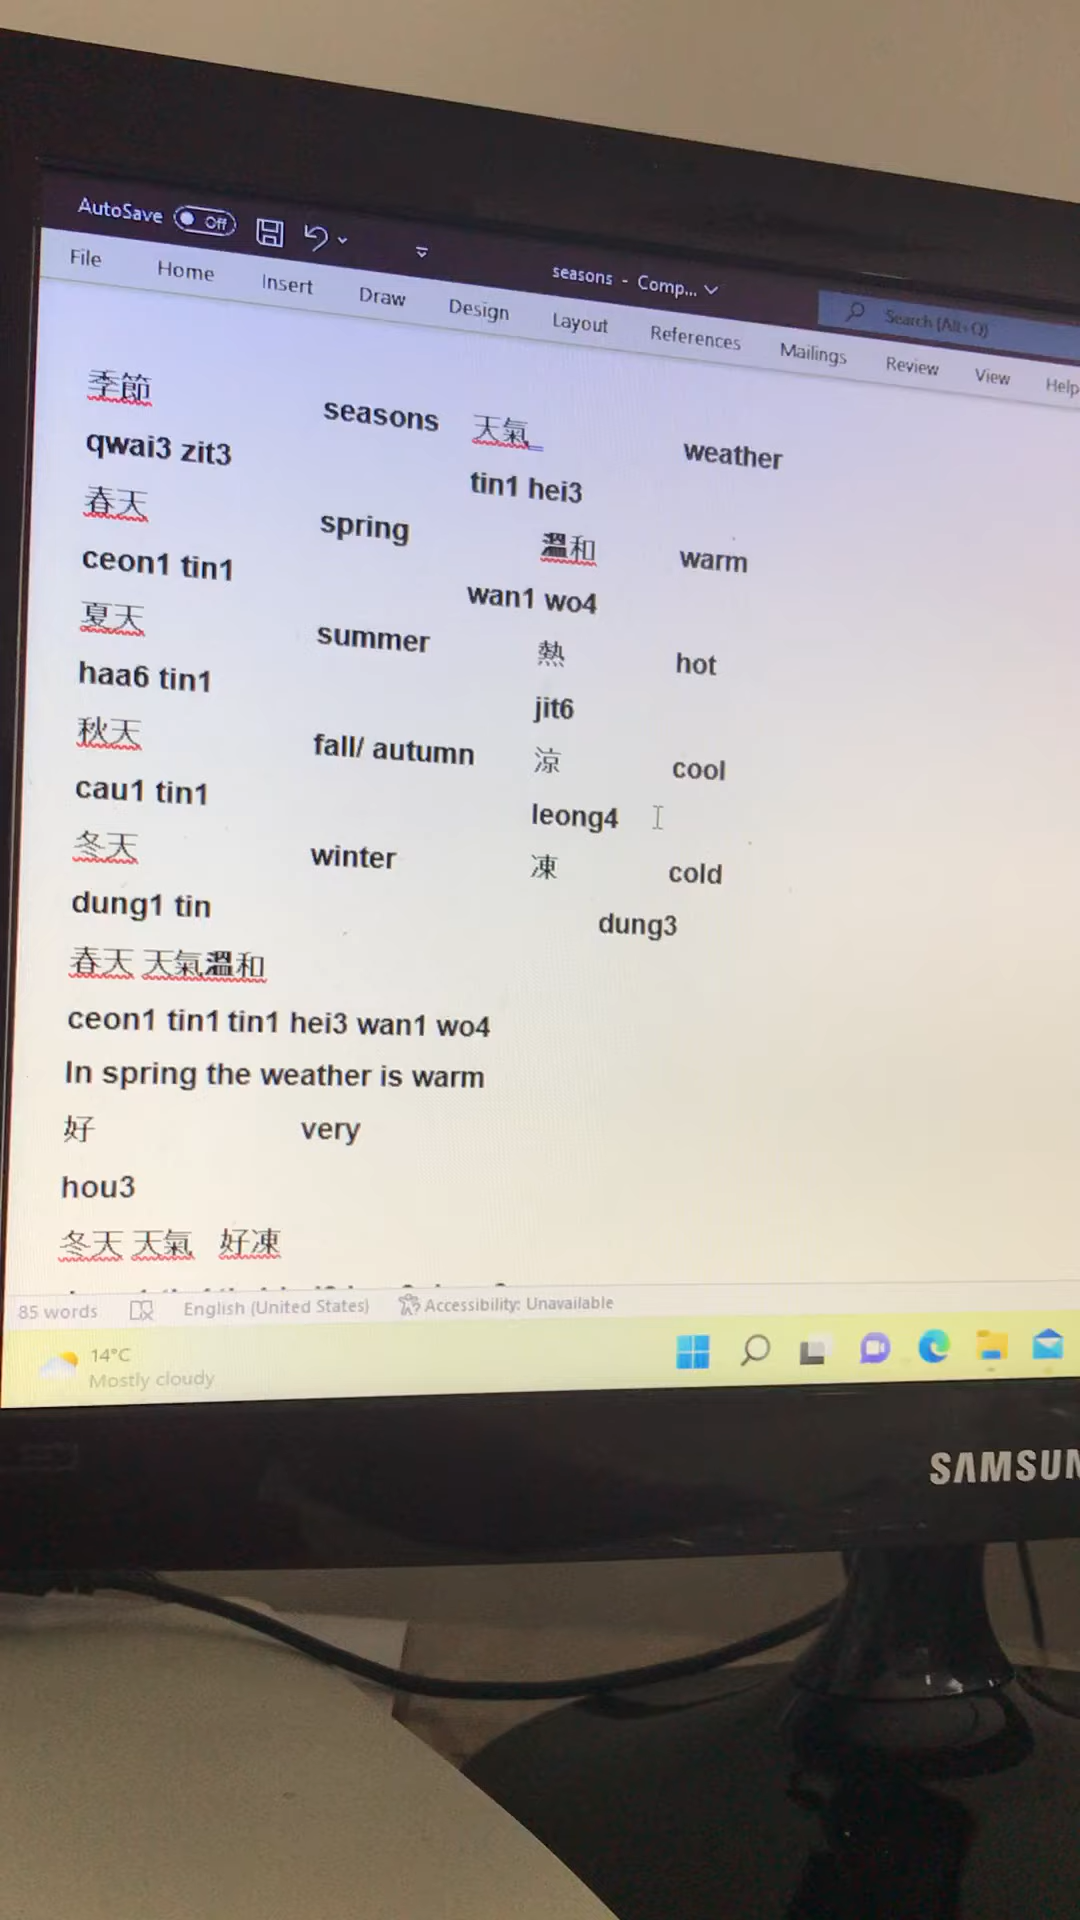 AutoSave Off
seasons - Comp...
Search (Alt+Q)
File Home Insert Draw Design Layout References Mailings Review View Help
季節 seasons 天氣 weather
qwai3 zit3 tin1 hei3
春天 spring 溫和 warm
ceon1 tin1 wan1 wo4
夏天 summer 熱 hot
haa6 tin1 jit6
秋天 fall/ autumn 涼 cool
cau1 tin1 leong4
冬天 winter 凍 cold
dung1 tin dung3
春天 天氣溫和
ceon1 tin1 tin1 hei3 wan1 wo4
In spring the weather is warm
好 very
hou3
冬天 天氣 好凍
85 words English (United States) Accessibility: Unavailable
14°C
Mostly cloudy
SAMSUN